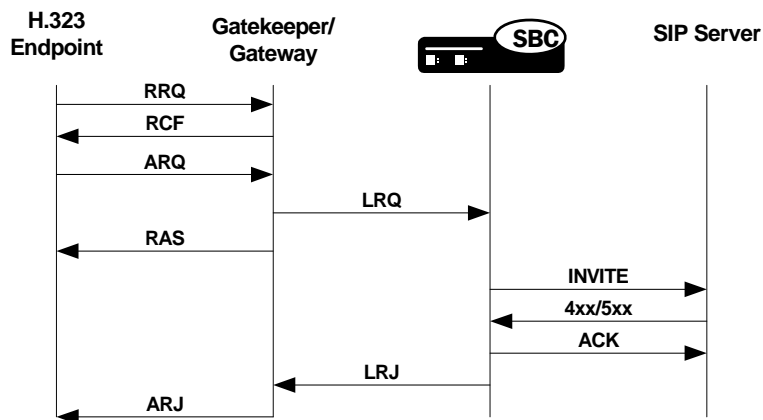 H.323
Endpoint
Gatekeeper/
Gateway
SBC
SIP Server
RRQ
RCF
ARQ
LRQ
RAS
INVITE
4xx/5xx
ACK
LRJ
ARJ